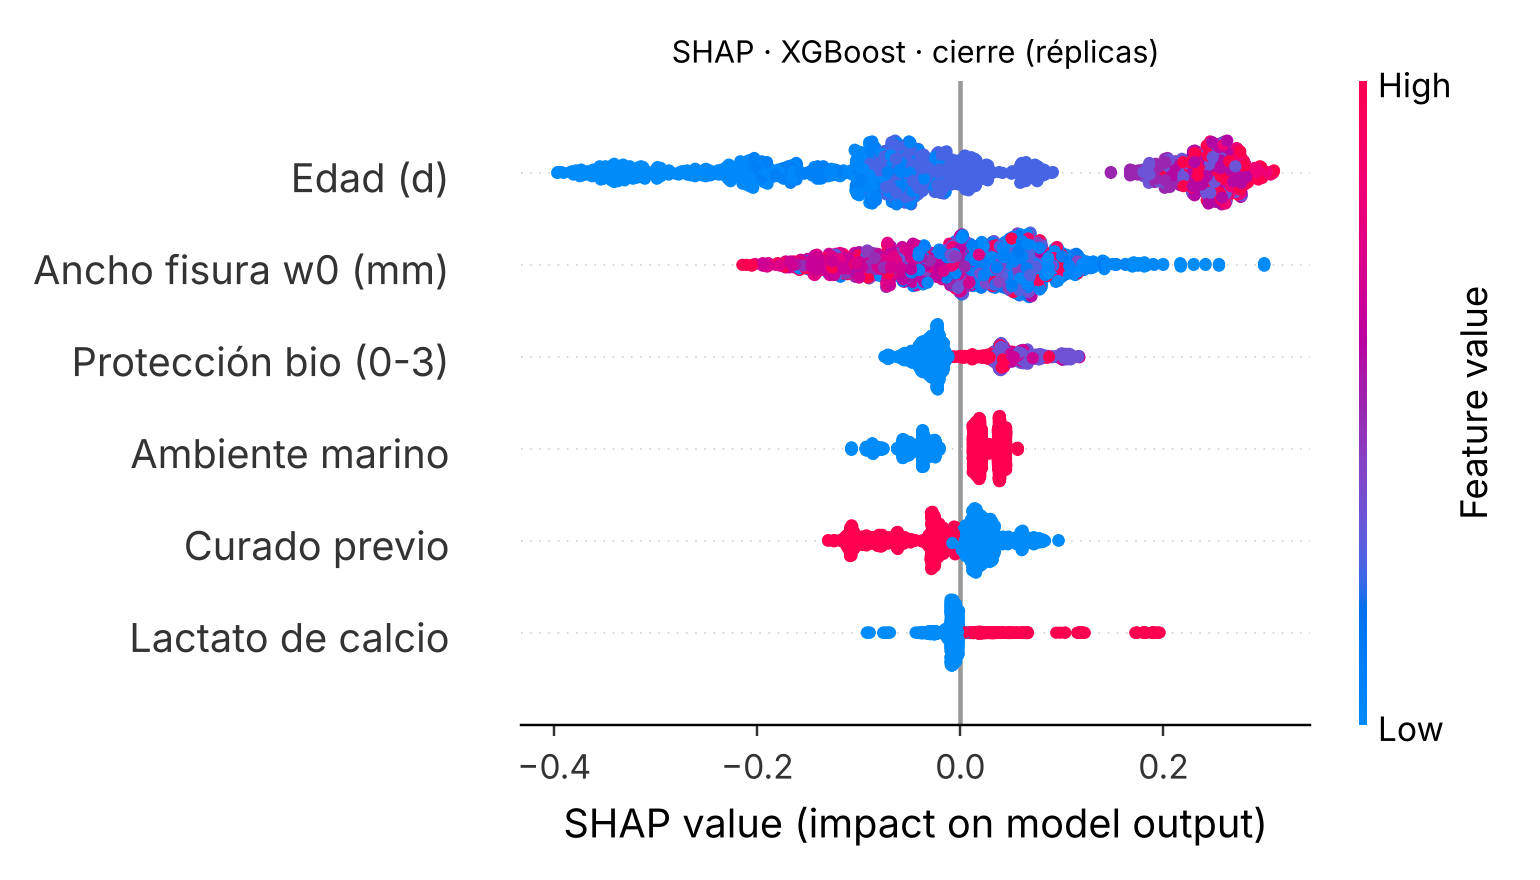 SHAP · XGBoost · cierre (réplicas)
High
Edad (d)
Ancho fisura w0 (mm)
Protección bio (0-3)
Ambiente marino
Curado previo
Lactato de calcio
Feature value
Low
−0.4 −0.2 0.0 0.2
SHAP value (impact on model output)